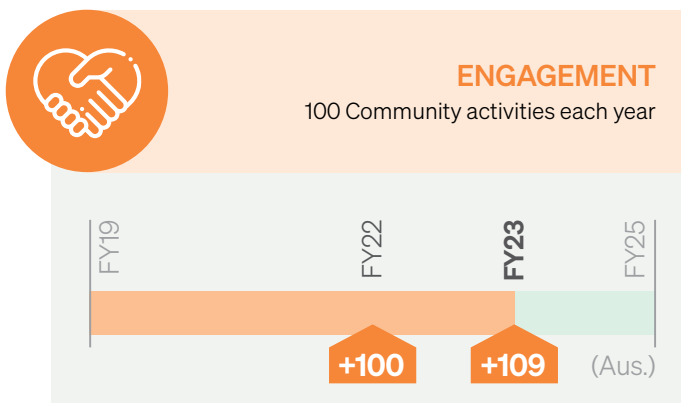 ENGAGEMENT
100 Community activities each year
FY19
FY22
FY23
FY25
+100
+109
(Aus.)